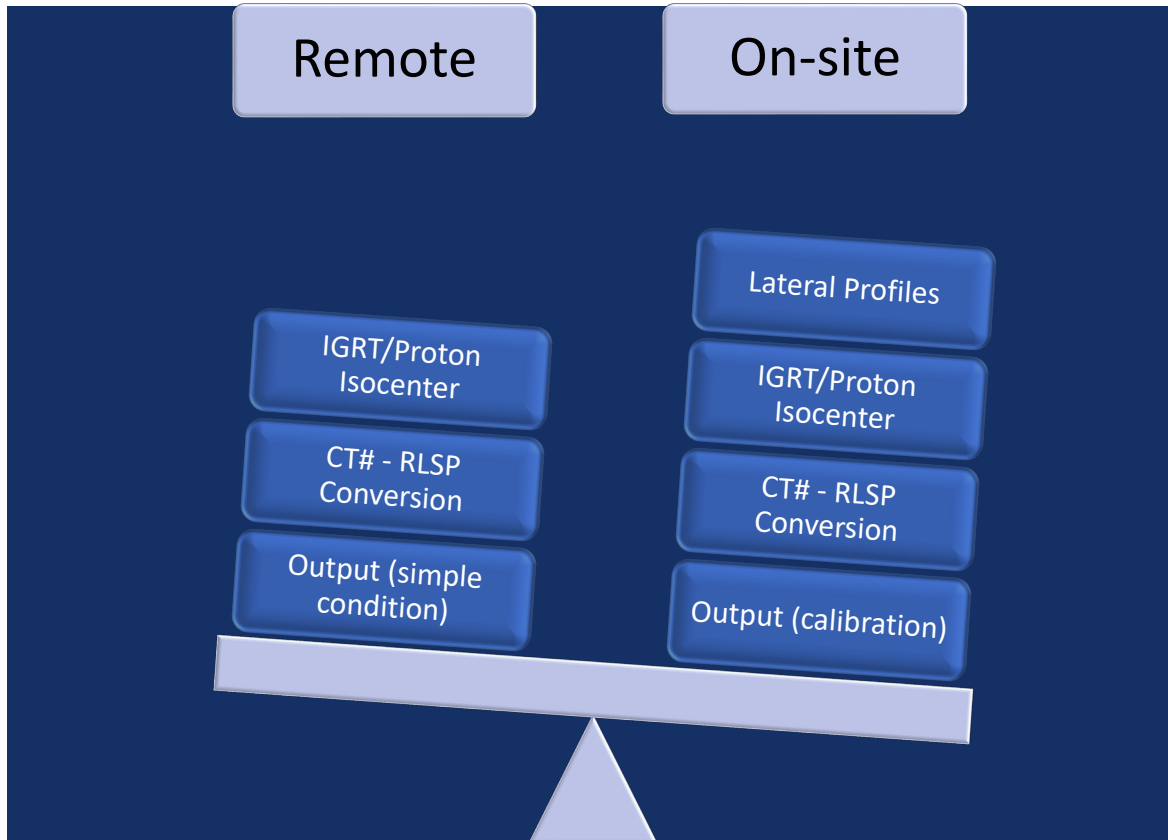 Remote
On-site
IGRT/Proton
Isocenter
CT# - RLSP
Conversion
Output (simple
condition)
Lateral Profiles
IGRT/Proton
Isocenter
CT# - RLSP
Conversion
Output (calibration)